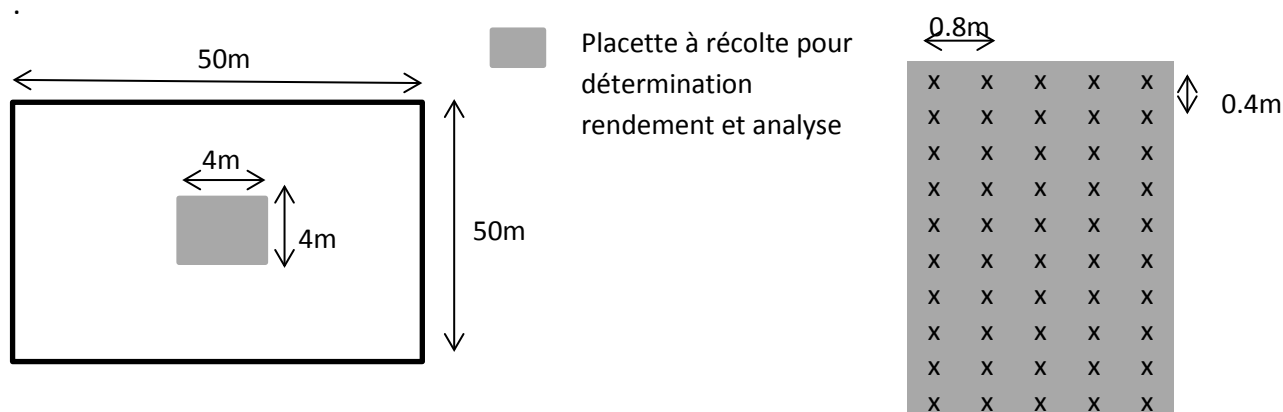 .
50m
4m
4m
50m
Placette à récolte pour
détermination
rendement et analyse
0.8m
0.4m
x x x x x
x x x x x
x x x x x
x x x x x
x x x x x
x x x x x
x x x x x
x x x x x
x x x x x
x x x x x